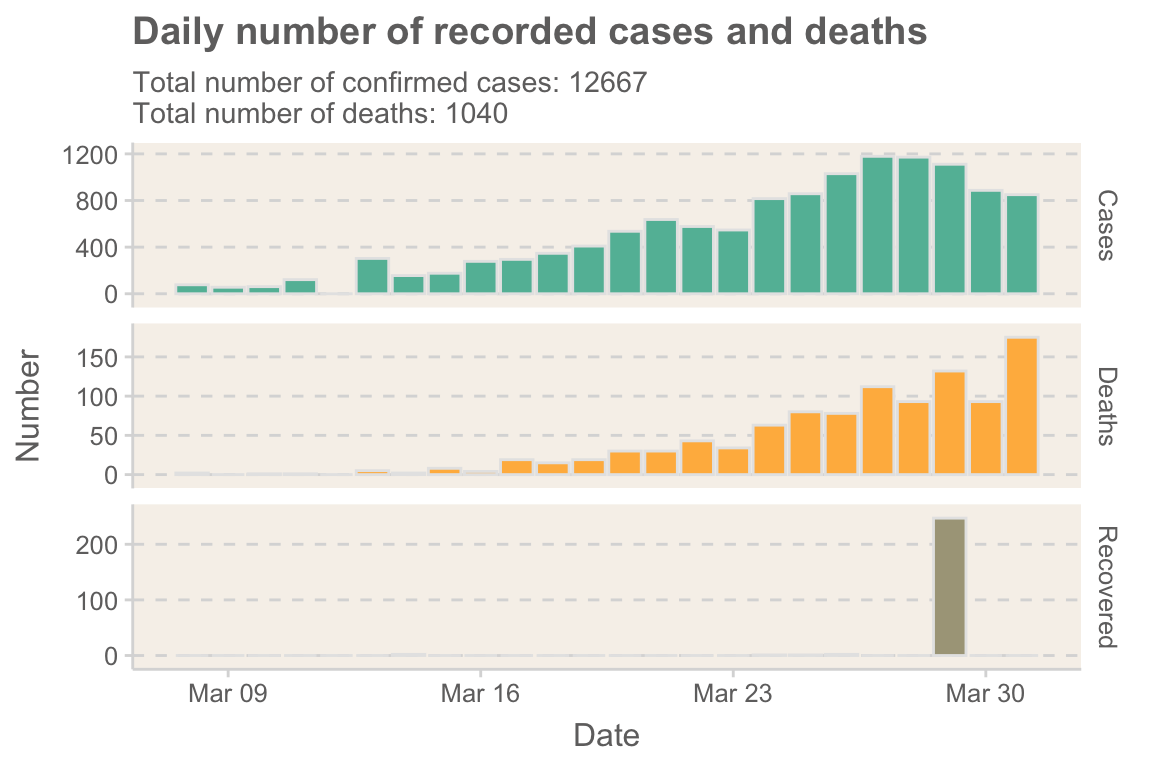 Daily number of recorded cases and deaths
Total number of confirmed cases: 12667
Total number of deaths: 1040
1200
800
400
0
Cases
150
100
50
0
Deaths
Number
200
100
0
Recovered
Mar 09 Mar 16 Mar 23 Mar 30
Date